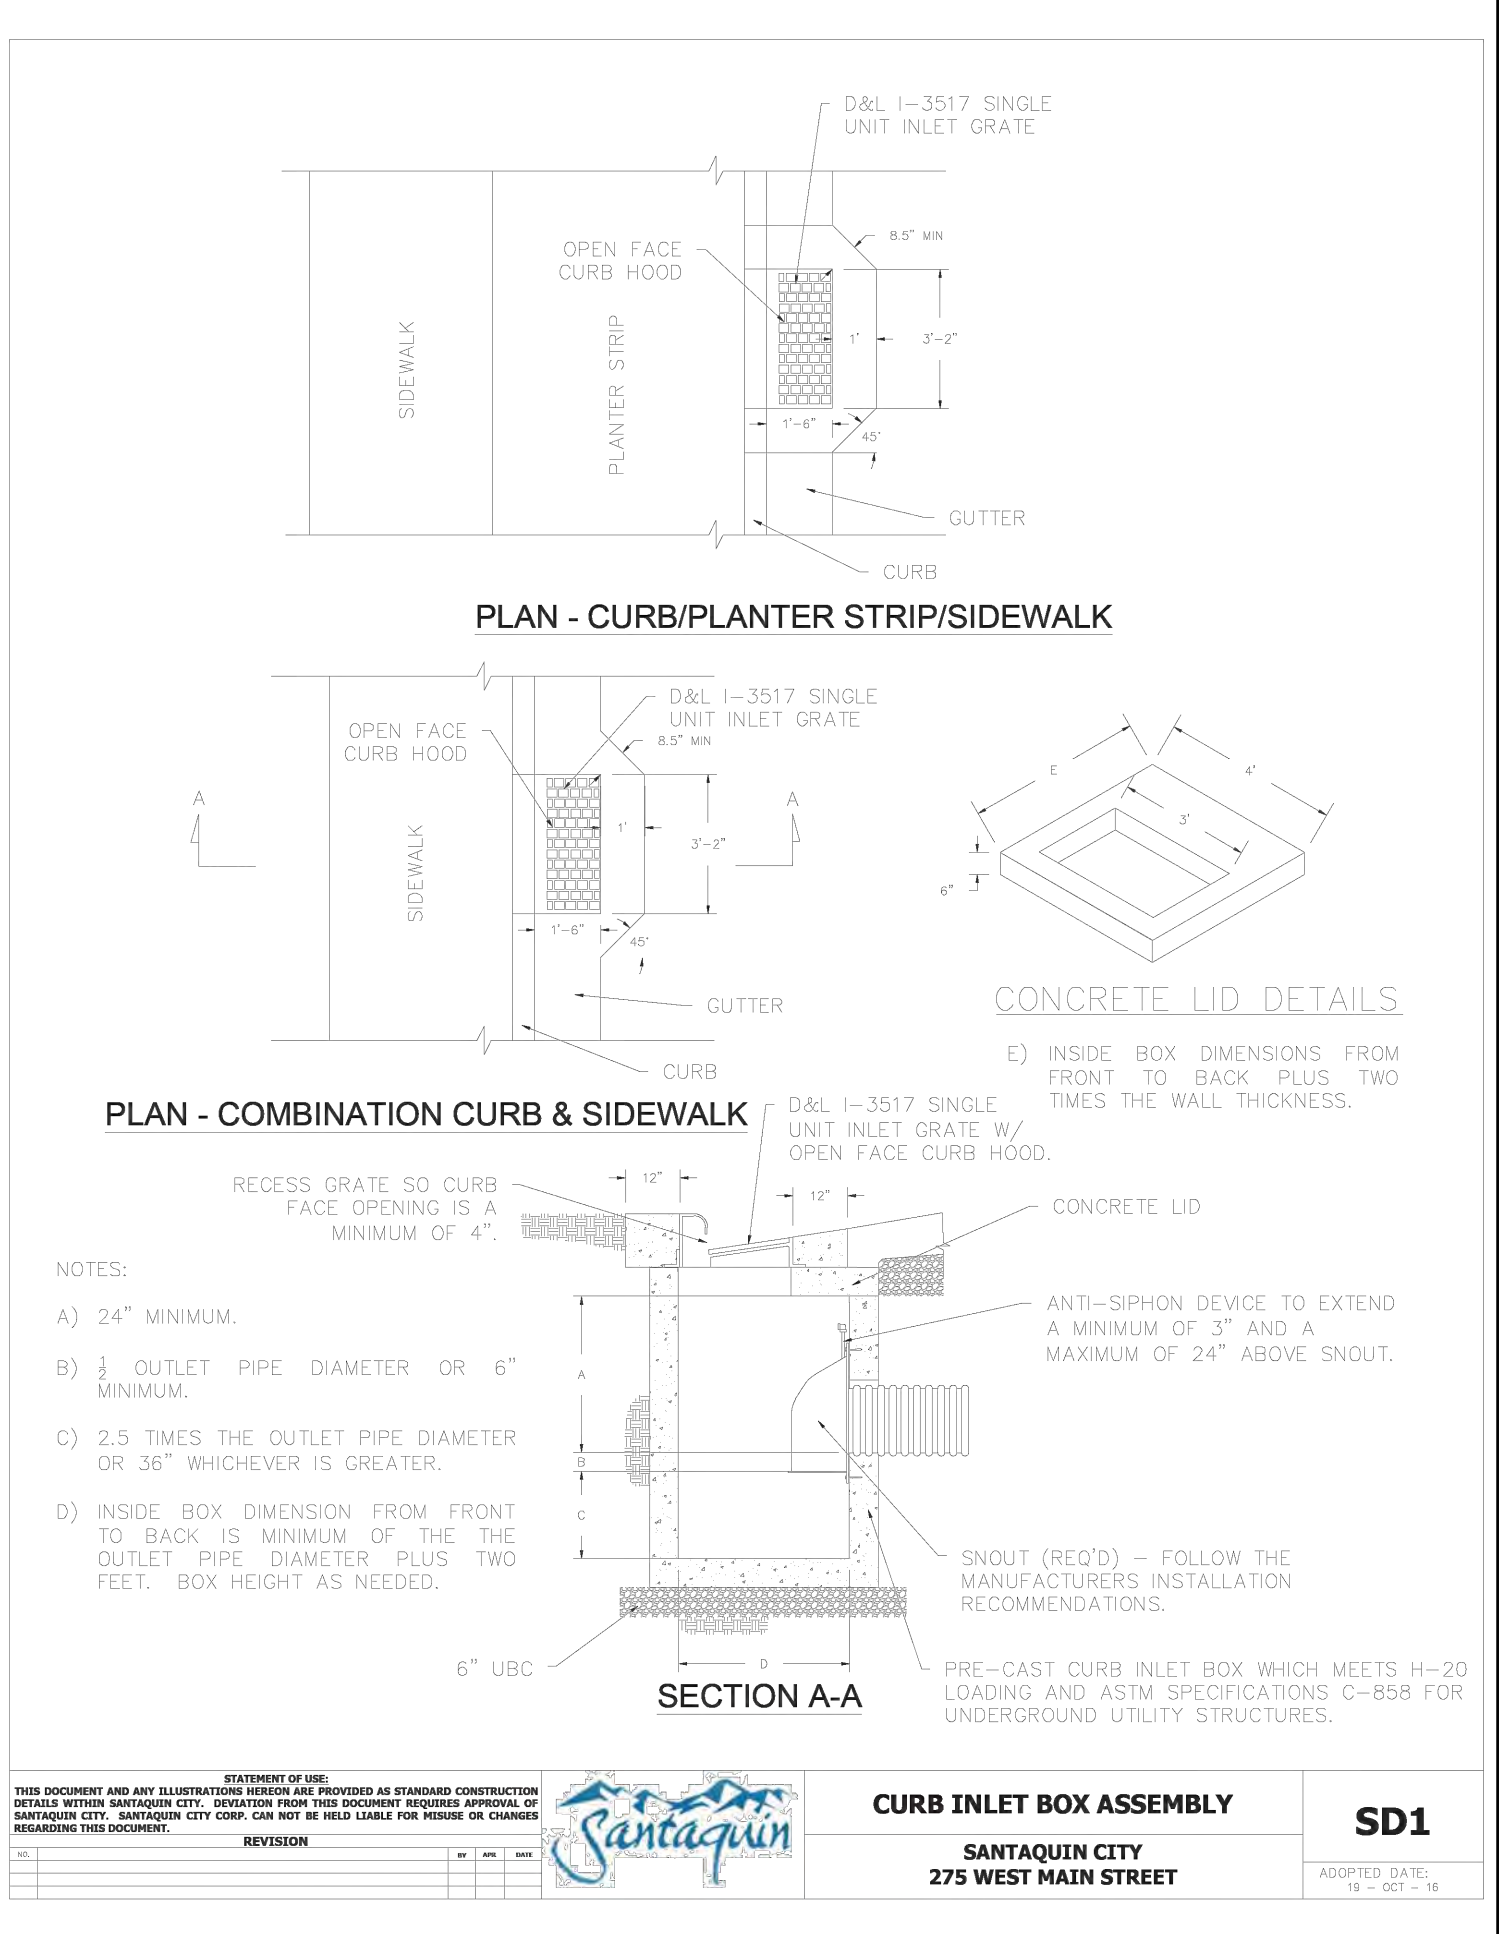 D&L I-3517 SINGLE
UNIT INLET GRATE
8.5" MIN
OPEN FACE
CURB HOOD
SIDEWALK
PLANTER STRIP
1'
3'-2"
1'-6"
45°
GUTTER
CURB
PLAN - CURB/PLANTER STRIP/SIDEWALK
D&L I-3517 SINGLE
UNIT INLET GRATE
OPEN FACE
CURB HOOD
8.5" MIN
A
A
SIDEWALK
1'
3'-2"
1'-6"
45°
GUTTER
CURB
PLAN - COMBINATION CURB & SIDEWALK
E
4'
3'
6"
CONCRETE LID DETAILS
E) INSIDE BOX DIMENSIONS FROM
FRONT TO BACK PLUS TWO
TIMES THE WALL THICKNESS.
D&L I-3517 SINGLE
UNIT INLET GRATE W/
OPEN FACE CURB HOOD.
RECESS GRATE SO CURB
FACE OPENING IS A
MINIMUM OF 4".
12"
12"
CONCRETE LID
NOTES:
A) 24" MINIMUM.
B) 1/2 OUTLET PIPE DIAMETER OR 6"
MINIMUM.
C) 2.5 TIMES THE OUTLET PIPE DIAMETER
OR 36" WHICHEVER IS GREATER.
D) INSIDE BOX DIMENSION FROM FRONT
TO BACK IS MINIMUM OF THE THE
OUTLET PIPE DIAMETER PLUS TWO
FEET. BOX HEIGHT AS NEEDED.
ANTI-SIPHON DEVICE TO EXTEND
A MINIMUM OF 3" AND A
MAXIMUM OF 24" ABOVE SNOUT.
A
B
C
D
SNOUT (REQ'D) - FOLLOW THE
MANUFACTURERS INSTALLATION
RECOMMENDATIONS.
6" UBC
PRE-CAST CURB INLET BOX WHICH MEETS H-20
LOADING AND ASTM SPECIFICATIONS C-858 FOR
UNDERGROUND UTILITY STRUCTURES.
SECTION A-A
STATEMENT OF USE:
THIS DOCUMENT AND ANY ILLUSTRATIONS HEREON ARE PROVIDED AS STANDARD CONSTRUCTION
DETAILS WITHIN SANTAQUIN CITY. DEVIATION FROM THIS DOCUMENT REQUIRES APPROVAL OF
SANTAQUIN CITY. SANTAQUIN CITY CORP. CAN NOT BE HELD LIABLE FOR MISUSE OR CHANGES
REGARDING THIS DOCUMENT.
REVISION
NO. BY APR. DATE
Santaquin
CURB INLET BOX ASSEMBLY
SANTAQUIN CITY
275 WEST MAIN STREET
SD1
ADOPTED DATE:
19 - OCT - 16